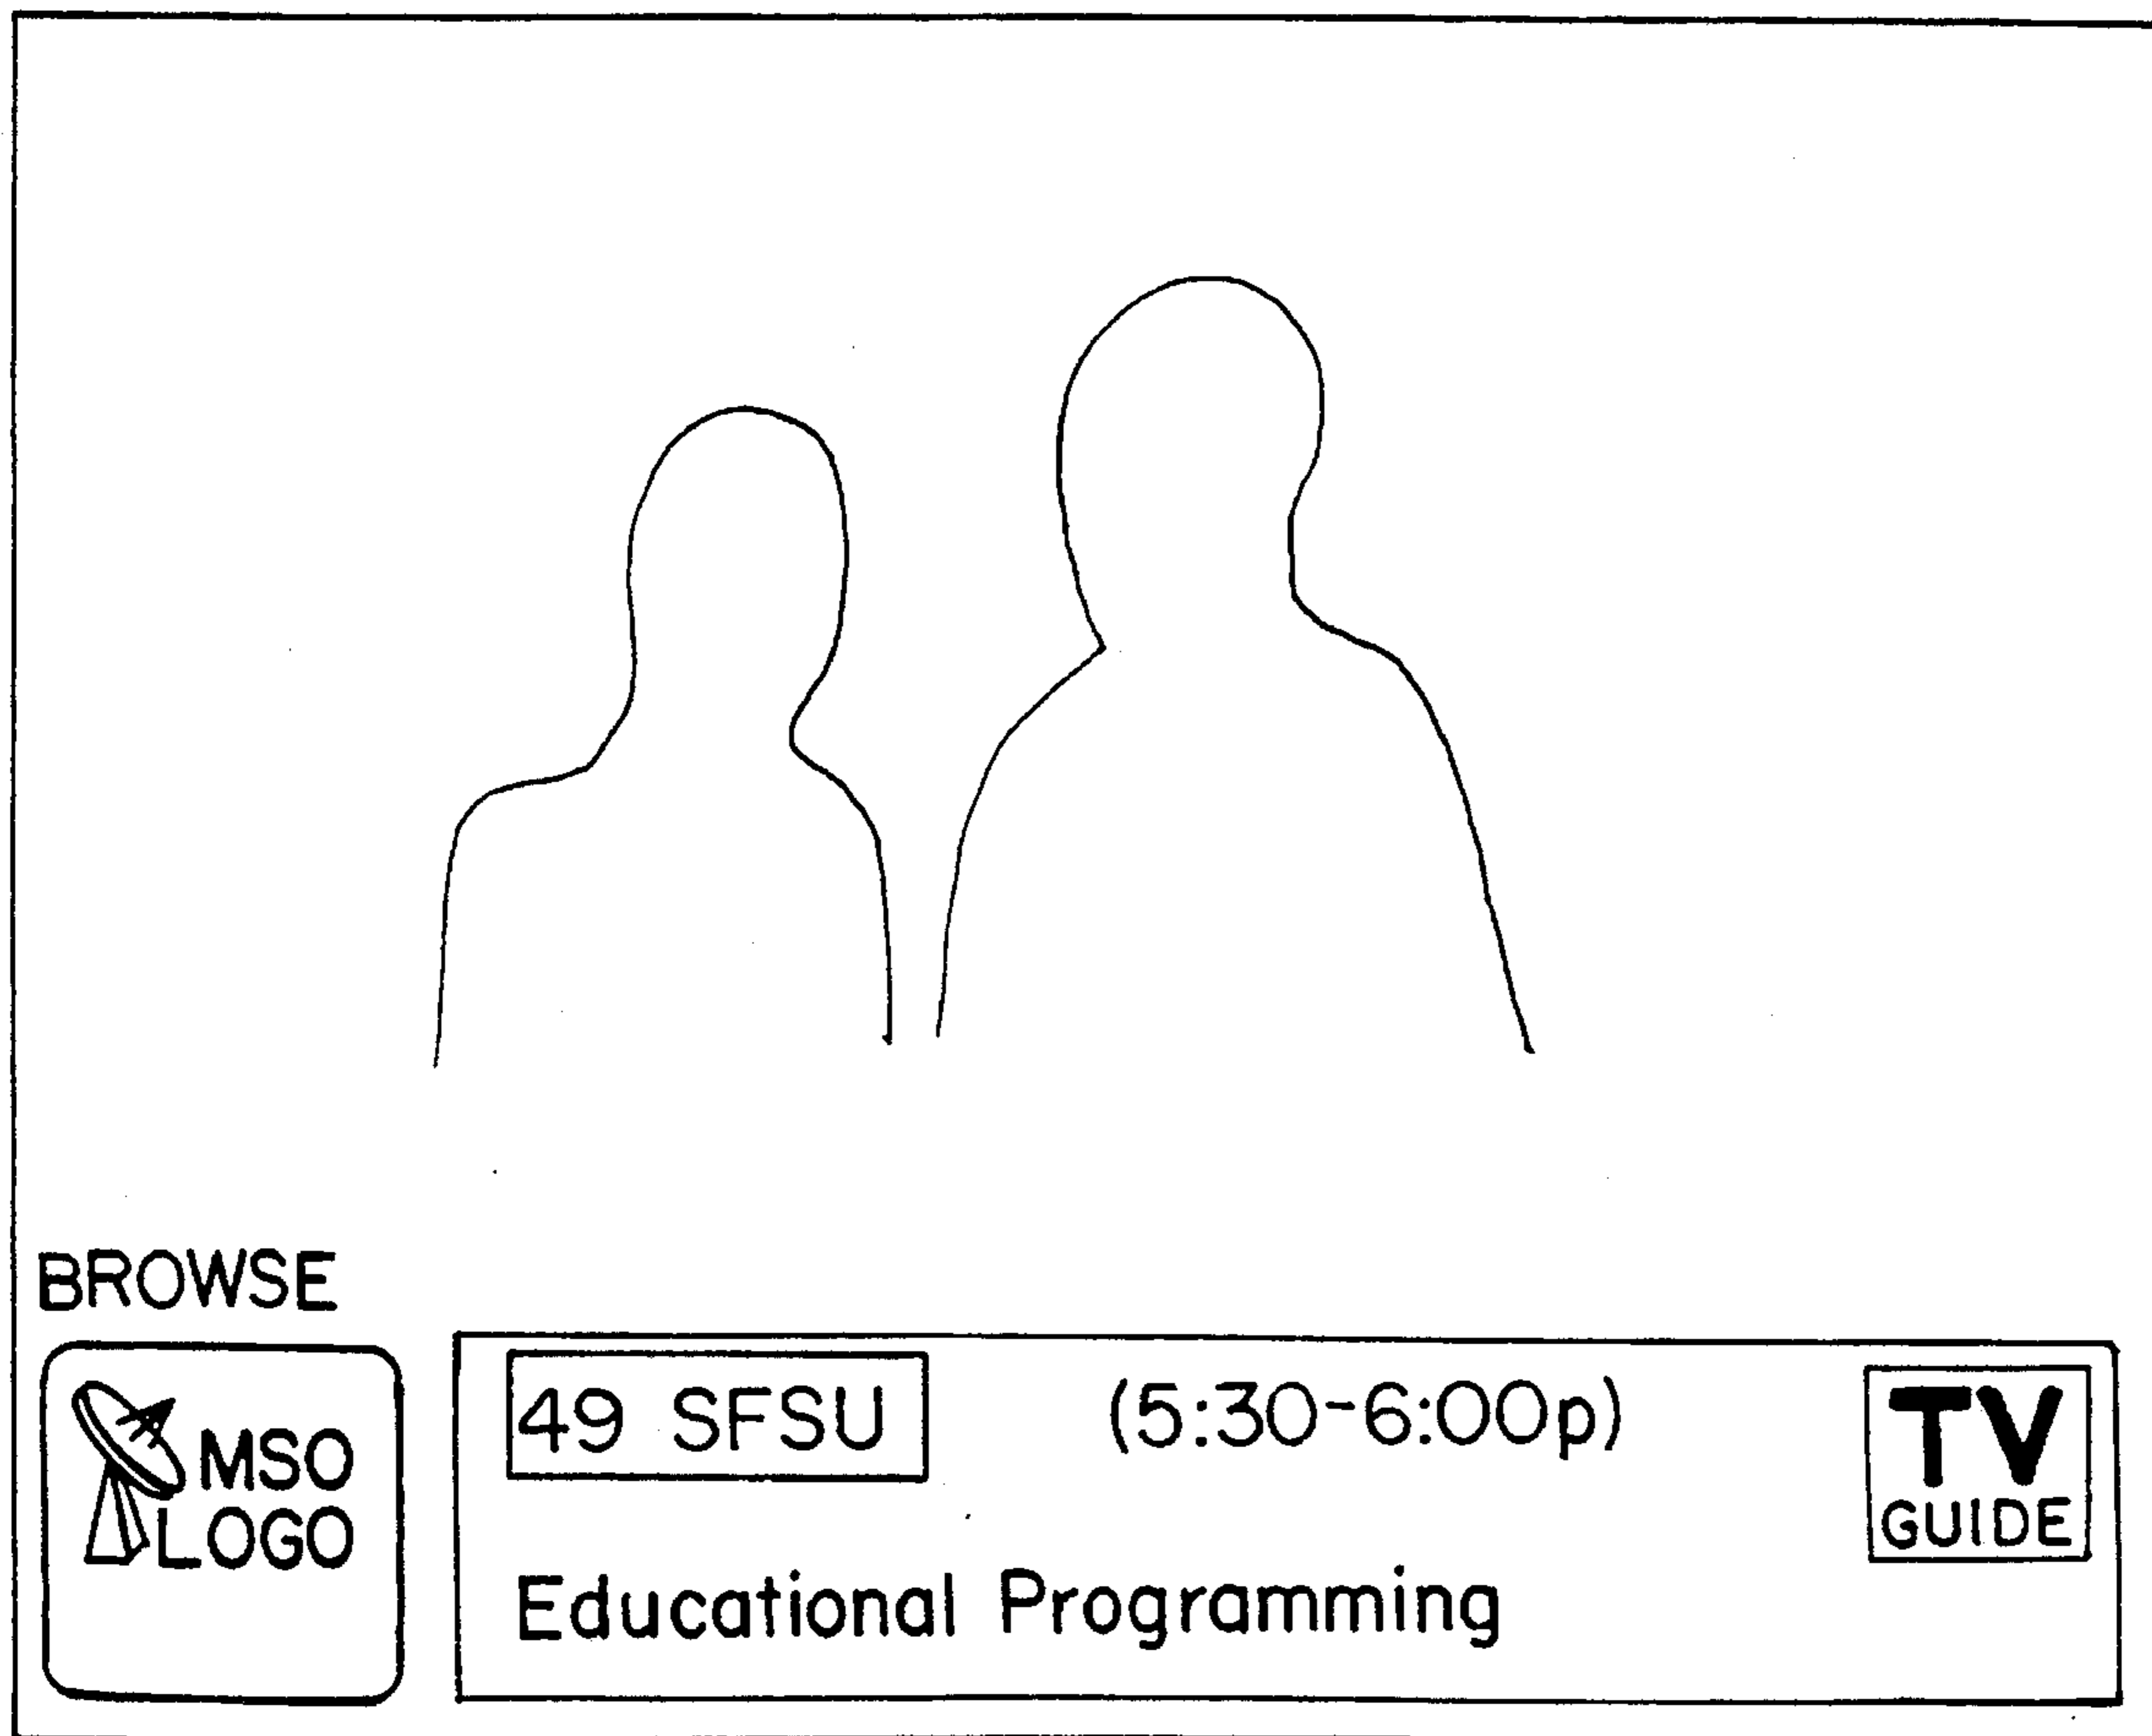 BROWSE
MSO
LOGO
49 SFSU (5:30-6:00p)
Educational Programming
TV
GUIDE